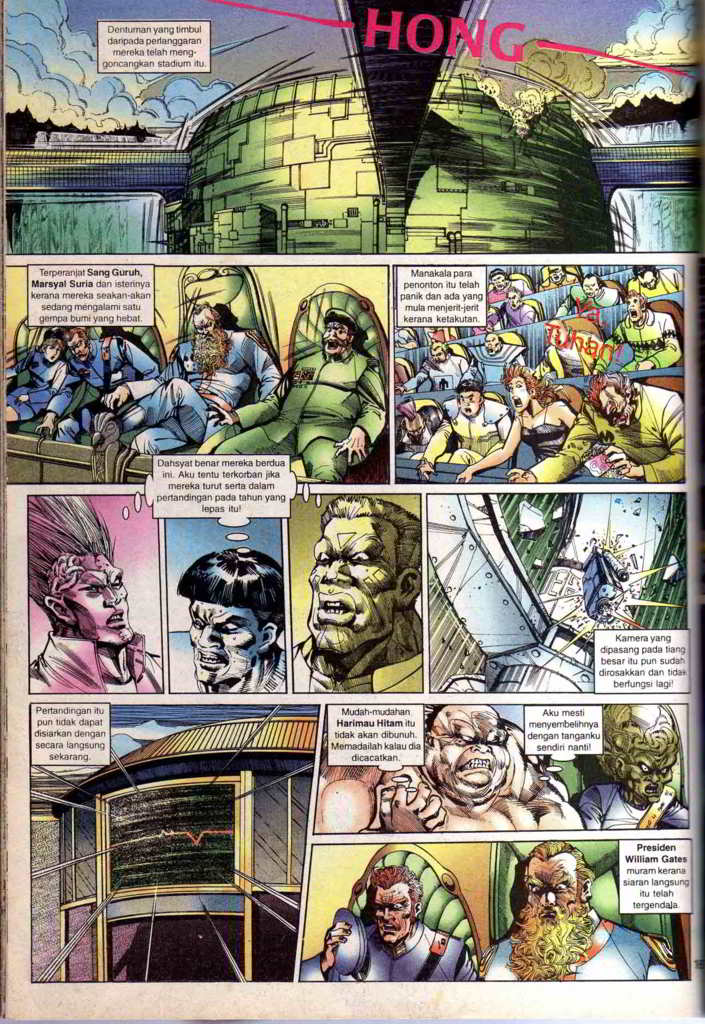 Dentuman yang timbul
daripada perlanggaran
mereka telah meng-
goncangkan stadium itu.
HONG
Terperanjat Sang Guruh,
Marsyal Suria dan isterinya
kerana mereka seakan-akan
sedang mengalami satu
gempa bumi yang hebat.
Manakala para
penonton itu telah
panik dan ada yang
mula menjerit-jerit
kerana ketakutan.
Ya
Tuhan!
Dahsyat benar mereka berdua
ini. Aku tentu terkorban jika
mereka turut serta dalam
pertandingan pada tahun yang
lepas itu!
Kamera yang
dipasang pada tiang
besar itu pun sudah
dirosakkan dan tidak
berfungsi lagi!
Pertandingan itu
pun tidak dapat
disiarkan dengan
secara langsung
sekarang.
Mudah-mudahan
Harimau Hitam itu
tidak dibunuh.
Memadailah kalau dia
dicacatkan.
Aku mesti
menyembelihnya
dengan tanganku
sendiri nanti!
Presiden
William Gates
muram kerana
siaran langsung
itu telah
tergendala.